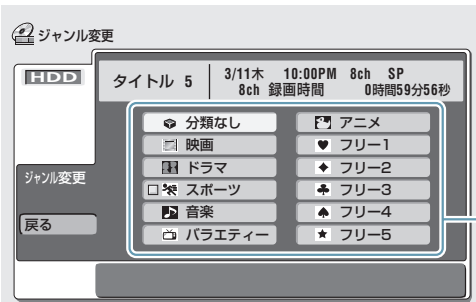 ジャンル変更
HDD
タイトル 5
3/11木 10:00PM 8ch SP
8ch 録画時間 0時間59分56秒
ジャンル変更
戻る
分類なし
映画
ドラマ
スポーツ
音楽
バラエティー
アニメ
フリー1
フリー2
フリー3
フリー4
フリー5